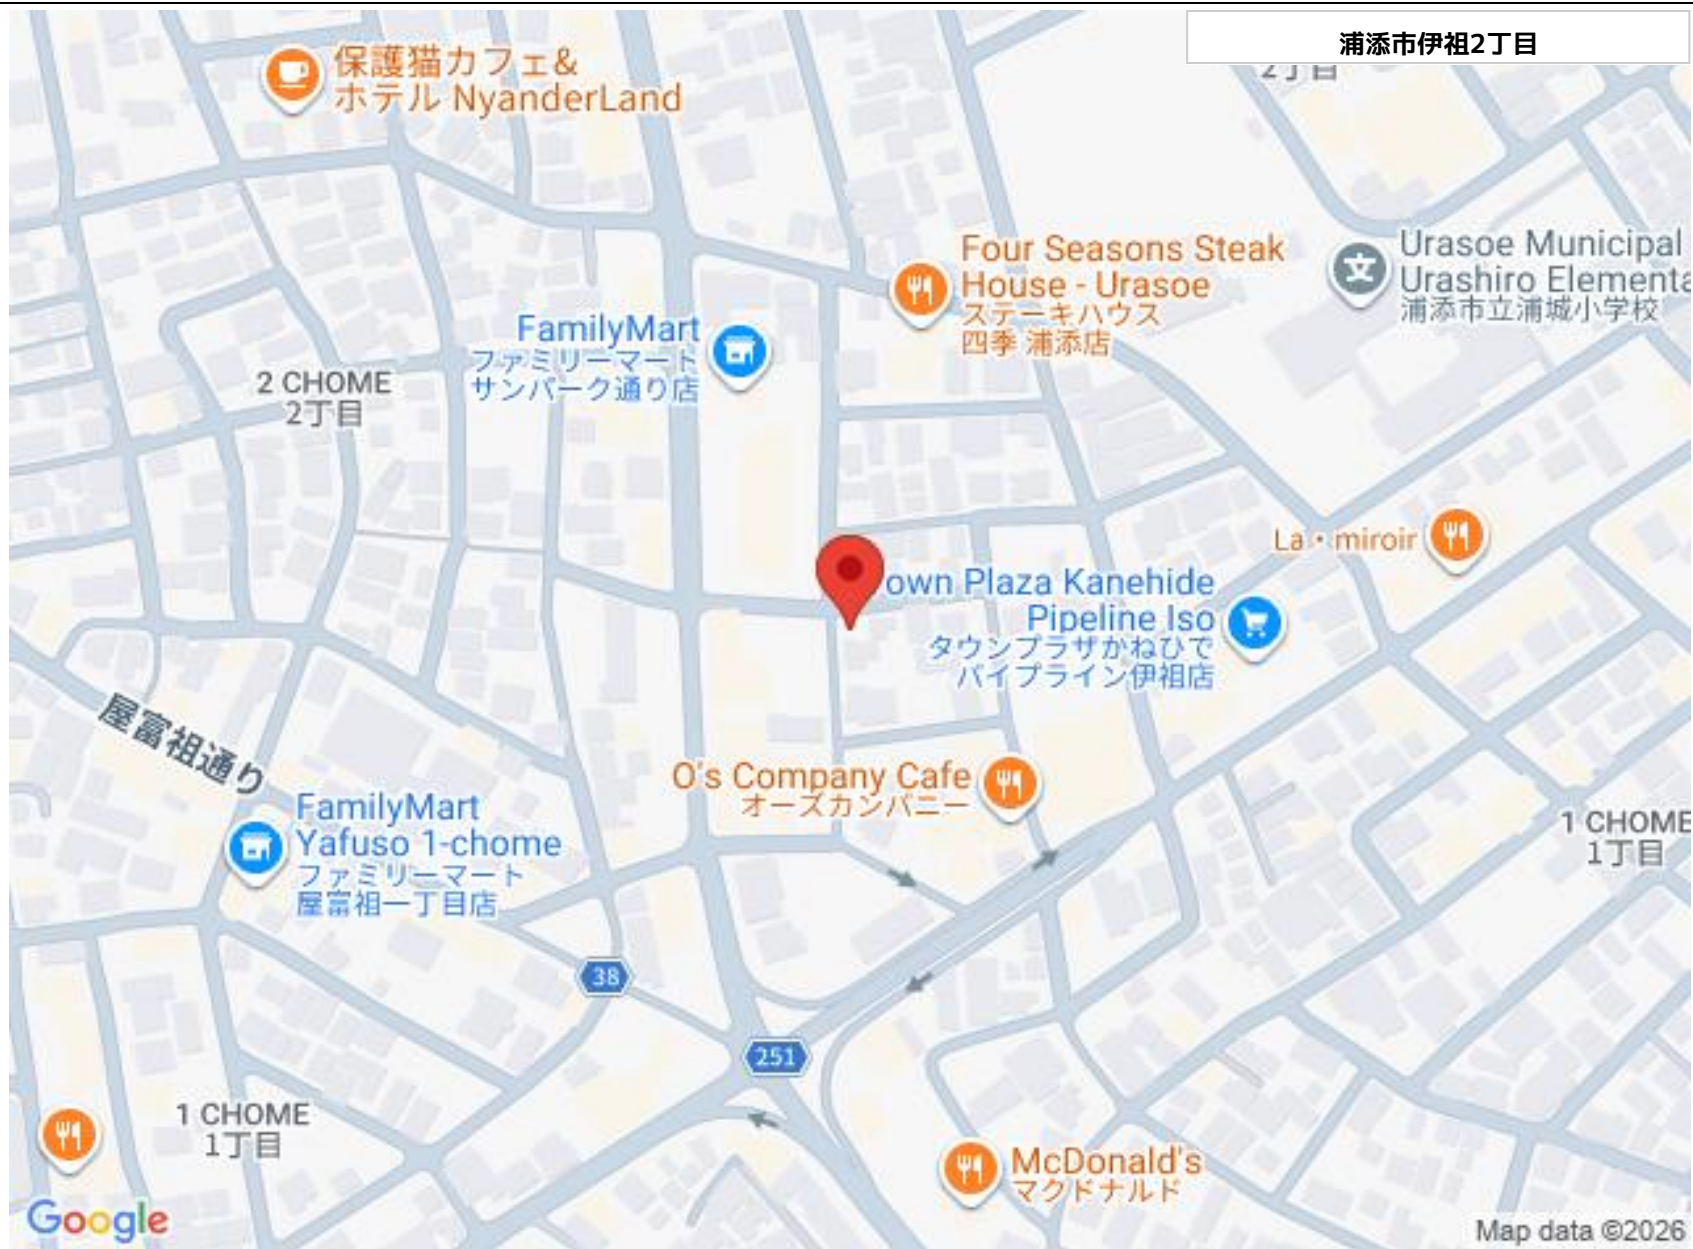 浦添市伊祖2丁目
2丁目
保護猫カフェ&
ホテル NyanderLand
Four Seasons Steak
House - Urasoe
ステーキハウス
四季 浦添店
Urasoe Municipal
Urashiro Elementa
浦添市立浦城小学校
FamilyMart
ファミリーマート
サンパーク通り店
2 CHOME
2丁目
La・miroir
own Plaza Kanehide
Pipeline Iso
タウンプラザかねひで
パイプライン伊祖店
屋富祖通り
O's Company Cafe
オーズカンパニー
FamilyMart
Yafuso 1-chome
ファミリーマート
屋富祖一丁目店
1 CHOME
1丁目
38
251
1 CHOME
1丁目
McDonald's
マクドナルド
Google
Map data ©2026